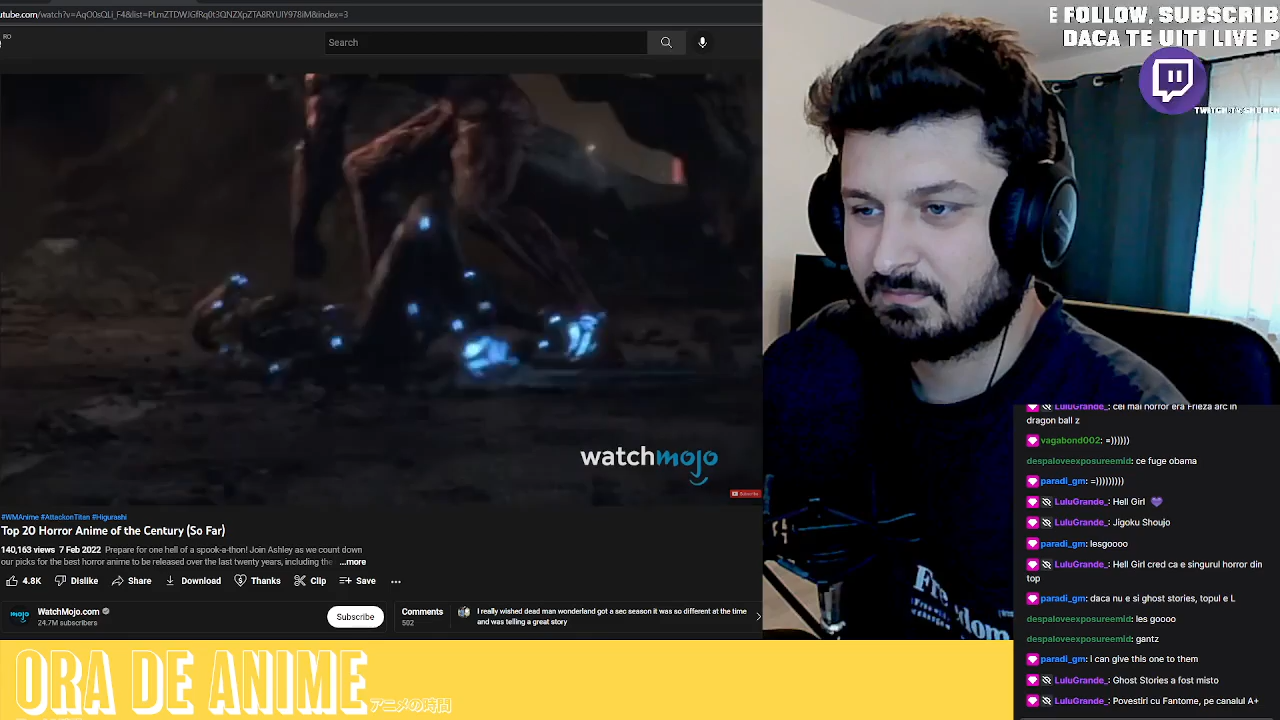 utube.com/watch?v=AqO0sQLi_F4&list=PLmZTDWJGfRq0t3QNZXpZTA8RYUlY978iM&index=3
RO
Search
E FOLLOW, SUBSCRIB
DACA TE UITI LIVE P
watchmojo
Subscribe
#WMAnime #AttackonTitan #Higurashi
Top 20 Horror Anime of the Century (So Far)
140,163 views 7 Feb 2022 Prepare for one hell of a spook-a-thon! Join Ashley as we count down
our picks for the best horror anime to be released over the last twenty years, including the ...more
4.8K Dislike Share Download Thanks Clip Save
mojo
WatchMojo.com
24.7M subscribers
Subscribe
Comments
502
I really wished dead man wonderland got a sec season it was so different at the time
and was telling a great story
Fre dom
LuluGrande_: cel mai horror era Frieza arc in
dragon ball z
vagabond002: =))))))
despaloveexposureemid: ce fuge obama
paradi_gm: =)))))))))
LuluGrande_: Hell Girl 💜
LuluGrande_: Jigoku Shoujo
paradi_gm: lesgoooo
LuluGrande_: Hell Girl cred ca e singurul horror din
top
paradi_gm: daca nu e si ghost stories, topul e L
despaloveexposureemid: les goooo
despaloveexposureemid: gantz
paradi_gm: I can give this one to them
LuluGrande_: Ghost Stories a fost misto
LuluGrande_: Povestiri cu Fantome, pe canalul A+
ORA DE ANIME
アニメの時間